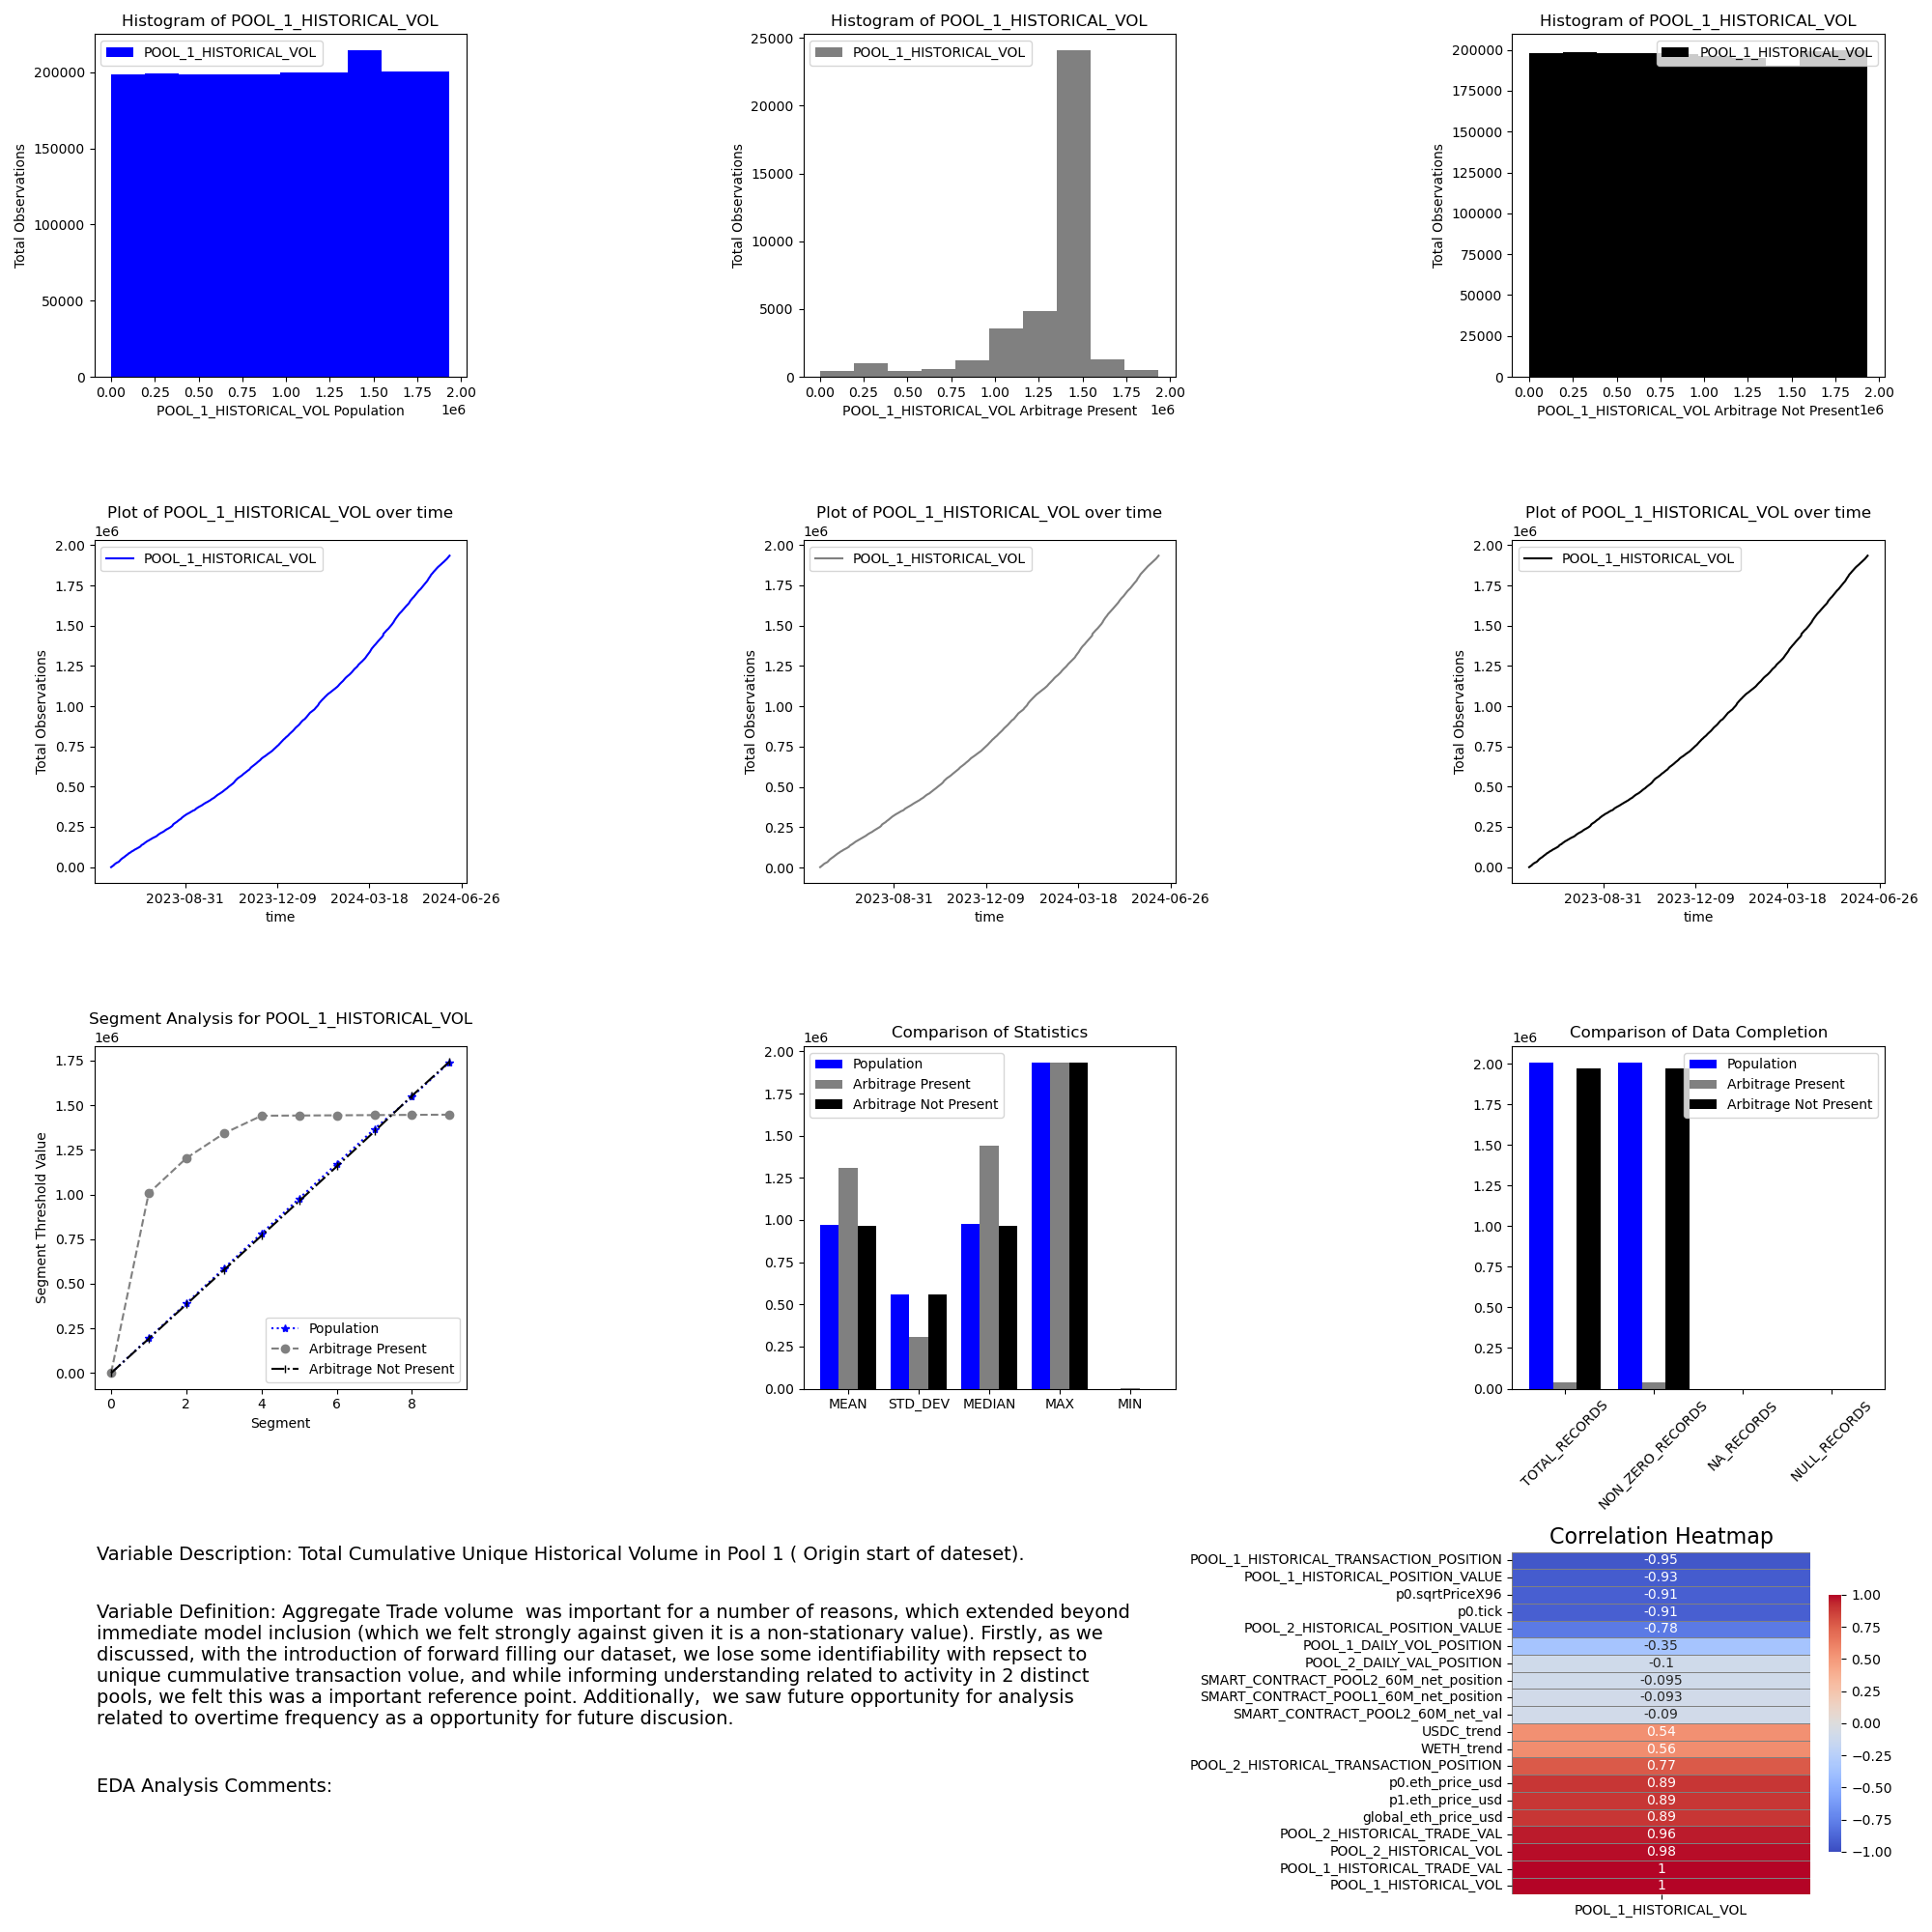 Histogram of POOL_1_HISTORICAL_VOL
POOL_1_HISTORICAL_VOL
Total Observations
200000
150000
100000
50000
0
0.00 0.25 0.50 0.75 1.00 1.25 1.50 1.75 2.00
1e6
POOL_1_HISTORICAL_VOL Population
Histogram of POOL_1_HISTORICAL_VOL
POOL_1_HISTORICAL_VOL
Total Observations
25000
20000
15000
10000
5000
0
0.00 0.25 0.50 0.75 1.00 1.25 1.50 1.75 2.00
1e6
POOL_1_HISTORICAL_VOL Arbitrage Present
Histogram of POOL_1_HISTORICAL_VOL
POOL_1_HISTORICAL_VOL
Total Observations
200000
175000
150000
125000
100000
75000
50000
25000
0
0.00 0.25 0.50 0.75 1.00 1.25 1.50 1.75 2.00
1e6
POOL_1_HISTORICAL_VOL Arbitrage Not Present
Plot of POOL_1_HISTORICAL_VOL over time
1e6
POOL_1_HISTORICAL_VOL
Total Observations
2.00
1.75
1.50
1.25
1.00
0.75
0.50
0.25
0.00
2023-08-31 2023-12-09 2024-03-18 2024-06-26
time
Plot of POOL_1_HISTORICAL_VOL over time
1e6
POOL_1_HISTORICAL_VOL
Total Observations
2.00
1.75
1.50
1.25
1.00
0.75
0.50
0.25
0.00
2023-08-31 2023-12-09 2024-03-18 2024-06-26
time
Plot of POOL_1_HISTORICAL_VOL over time
1e6
POOL_1_HISTORICAL_VOL
Total Observations
2.00
1.75
1.50
1.25
1.00
0.75
0.50
0.25
0.00
2023-08-31 2023-12-09 2024-03-18 2024-06-26
time
Segment Analysis for POOL_1_HISTORICAL_VOL
1e6
Segment Threshold Value
1.75
1.50
1.25
1.00
0.75
0.50
0.25
0.00
Population
Arbitrage Present
Arbitrage Not Present
0 2 4 6 8
Segment
Comparison of Statistics
1e6
Population
Arbitrage Present
Arbitrage Not Present
2.00
1.75
1.50
1.25
1.00
0.75
0.50
0.25
0.00
MEAN STD_DEV MEDIAN MAX MIN
Comparison of Data Completion
1e6
Population
Arbitrage Present
Arbitrage Not Present
2.00
1.75
1.50
1.25
1.00
0.75
0.50
0.25
0.00
TOTAL_RECORDS
NON_ZERO_RECORDS
NA_RECORDS
NULL_RECORDS
Variable Description: Total Cumulative Unique Historical Volume in Pool 1 ( Origin start of dateset).
Variable Definition: Aggregate Trade volume  was important for a number of reasons, which extended beyond
immediate model inclusion (which we felt strongly against given it is a non-stationary value). Firstly, as we
discussed, with the introduction of forward filling our dataset, we lose some identifiability with repsect to
unique cummulative transaction volue, and while informing understanding related to activity in 2 distinct
pools, we felt this was a important reference point. Additionally,  we saw future opportunity for analysis
related to overtime frequency as a opportunity for future discusion.
EDA Analysis Comments:
Correlation Heatmap
POOL_1_HISTORICAL_TRANSACTION_POSITION -0.95
POOL_1_HISTORICAL_POSITION_VALUE -0.93
p0.sqrtPriceX96 -0.91
p0.tick -0.91
POOL_2_HISTORICAL_POSITION_VALUE -0.78
POOL_1_DAILY_VOL_POSITION -0.35
POOL_2_DAILY_VAL_POSITION -0.1
SMART_CONTRACT_POOL2_60M_net_position -0.095
SMART_CONTRACT_POOL1_60M_net_position -0.093
SMART_CONTRACT_POOL2_60M_net_val -0.09
USDC_trend 0.54
WETH_trend 0.56
POOL_2_HISTORICAL_TRANSACTION_POSITION 0.77
p0.eth_price_usd 0.89
p1.eth_price_usd 0.89
global_eth_price_usd 0.89
POOL_2_HISTORICAL_TRADE_VAL 0.96
POOL_2_HISTORICAL_VOL 0.98
POOL_1_HISTORICAL_TRADE_VAL 1
POOL_1_HISTORICAL_VOL 1
POOL_1_HISTORICAL_VOL
1.00
0.75
0.50
0.25
0.00
−0.25
−0.50
−0.75
−1.00